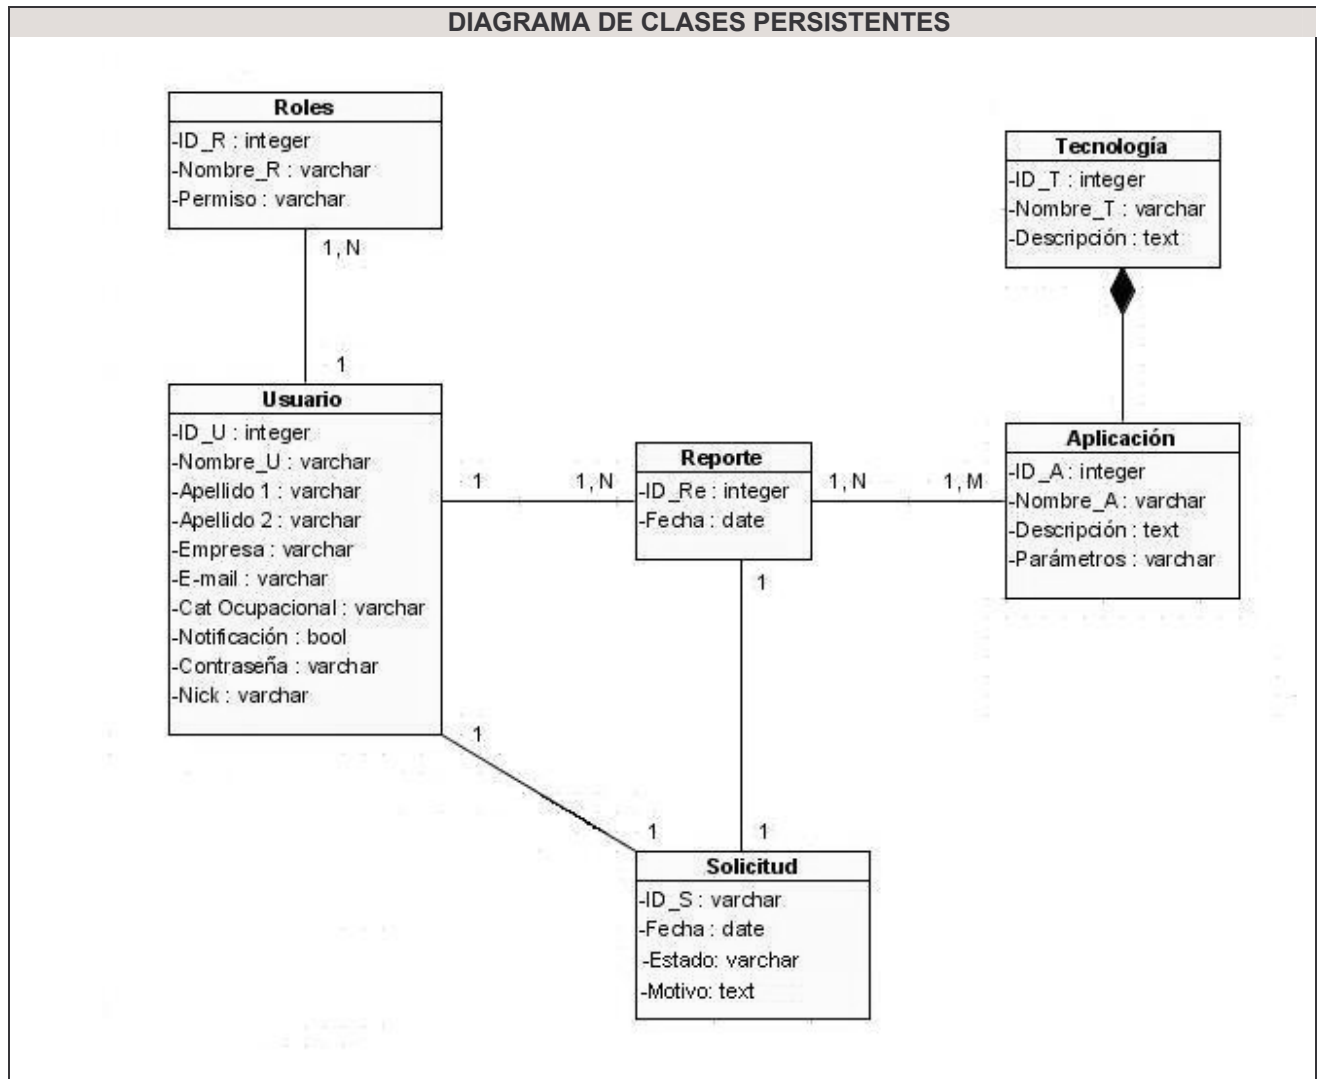 DIAGRAMA DE CLASES PERSISTENTES
Roles
-ID_R : integer
-Nombre_R : varchar
-Permiso : varchar
1, N
1
Tecnología
-ID_T : integer
-Nombre_T : varchar
-Descripción : text
Usuario
-ID_U : integer
-Nombre_U : varchar
-Apellido 1 : varchar
-Apellido 2 : varchar
-Empresa : varchar
-E-mail : varchar
-Cat Ocupacional : varchar
-Notificación : bool
-Contraseña : varchar
-Nick : varchar
1
1, N
Reporte
-ID_Re : integer
-Fecha : date
1, N
1, M
Aplicación
-ID_A : integer
-Nombre_A : varchar
-Descripción : text
-Parámetros : varchar
1
1
1
1
Solicitud
-ID_S : varchar
-Fecha : date
-Estado: varchar
-Motivo: text